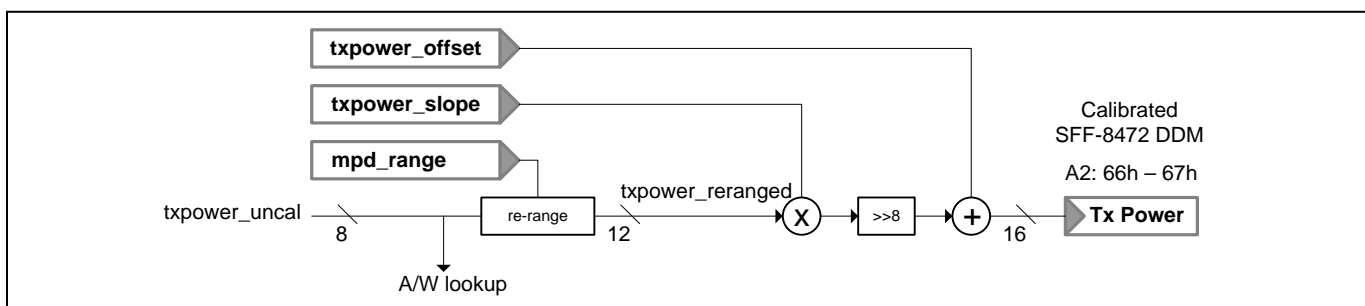 txpower_offset
txpower_slope
mpd_range
txpower_uncal
8
A/W lookup
re-range
12
txpower_reranged
X
>>8
+
16
Calibrated
SFF-8472 DDM
A2: 66h – 67h
Tx Power